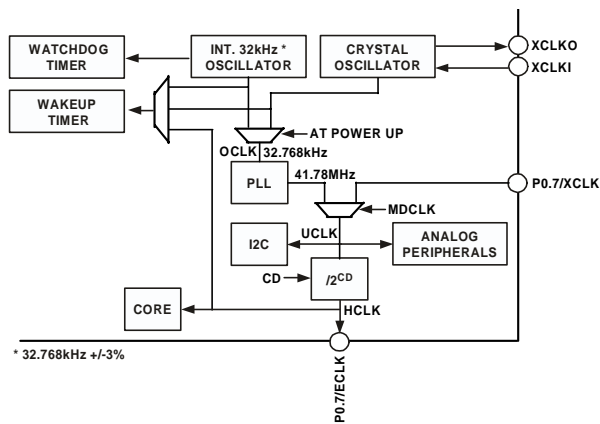 WATCHDOG
TIMER
INT. 32kHz *
OSCILLATOR
CRYSTAL
OSCILLATOR
XCLKO
XCLKI
WAKEUP
TIMER
AT POWER UP
OCLK 32.768kHz
PLL
41.78MHz
P0.7/XCLK
MDCLK
I2C
UCLK
ANALOG
PERIPHERALS
CD
/2CD
CORE
HCLK
* 32.768kHz +/-3%
P0.7/ECLK